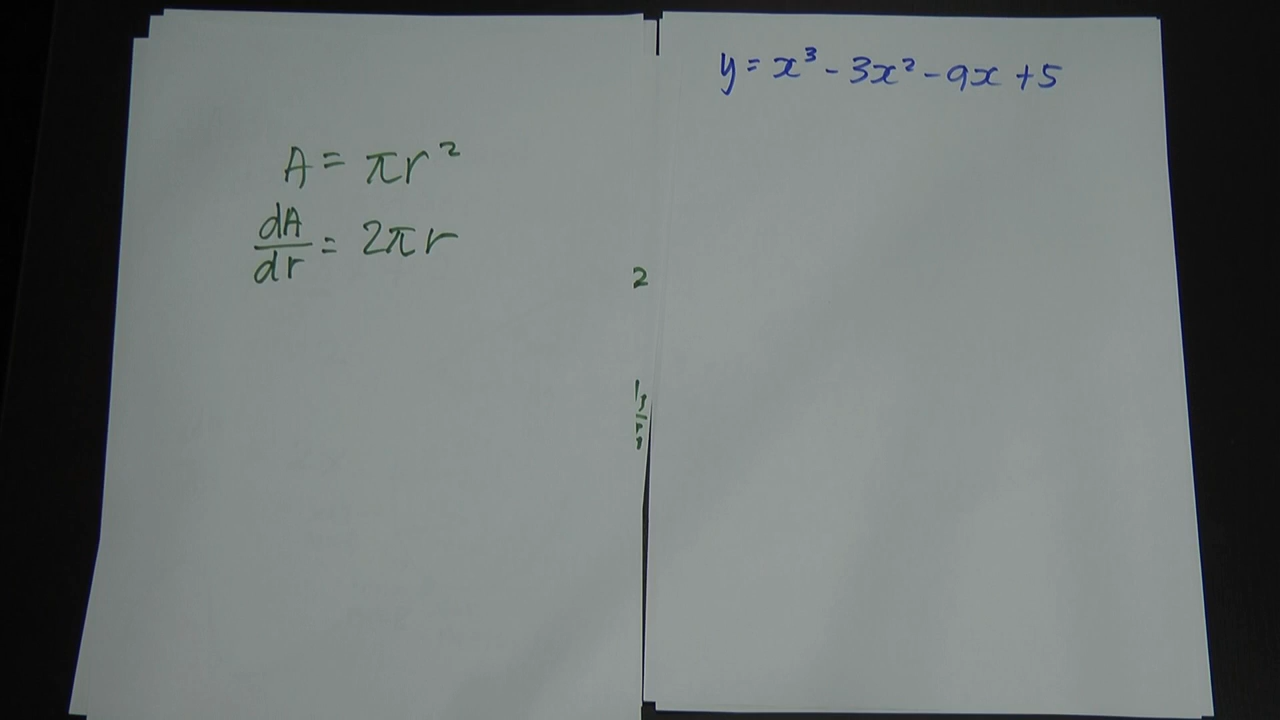 A = πr²
dA/dr = 2πr
2
y = x³ - 3x² - 9x + 5